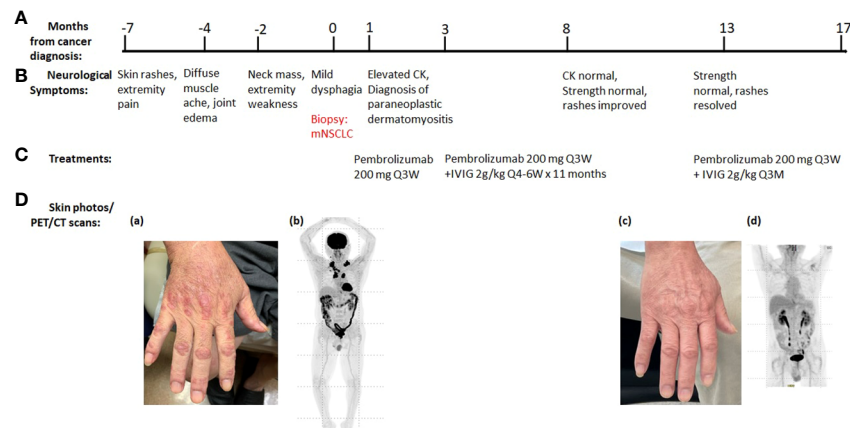 A
Months from cancer diagnosis:
-7 -4 -2 0 1 3 8 13 17
B
Neurological Symptoms:
Skin rashes,
extremity
pain
Diffuse
muscle
ache, joint
edema
Neck mass,
extremity
weakness
Mild
dysphagia
Biopsy:
mNSCLC
Elevated CK,
Diagnosis of
paraneoplastic
dermatomyositis
CK normal,
Strength normal,
rashes improved
Strength
normal, rashes
resolved
C
Treatments:
Pembrolizumab
200 mg Q3W
Pembrolizumab 200 mg Q3W
+IVIG 2g/kg Q4-6W x 11 months
Pembrolizumab 200 mg Q3W
+ IVIG 2g/kg Q3M
D
Skin photos/
PET/CT scans:
(a) (b) (c) (d)